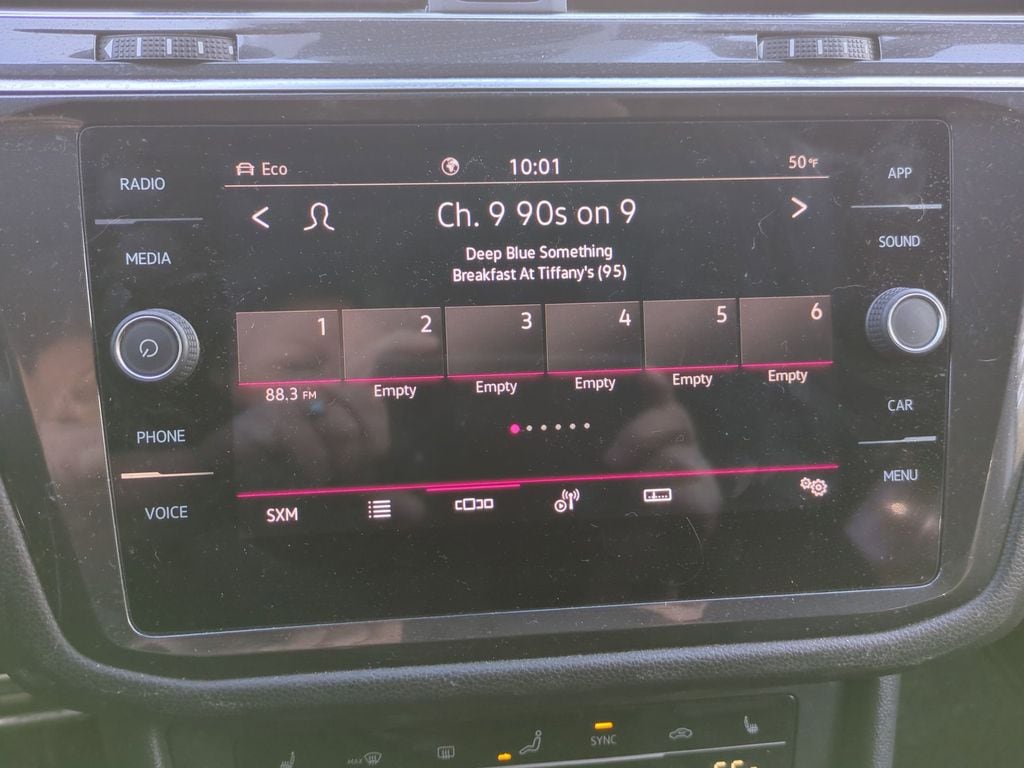 RADIO
MEDIA
PHONE
VOICE
Eco
10:01
50°F
Ch. 9 90s on 9
Deep Blue Something
Breakfast At Tiffany's (95)
1
2
3
4
5
6
88.3 FM
Empty
Empty
Empty
Empty
Empty
SXM
APP
SOUND
CAR
MENU
MAX
SYNC